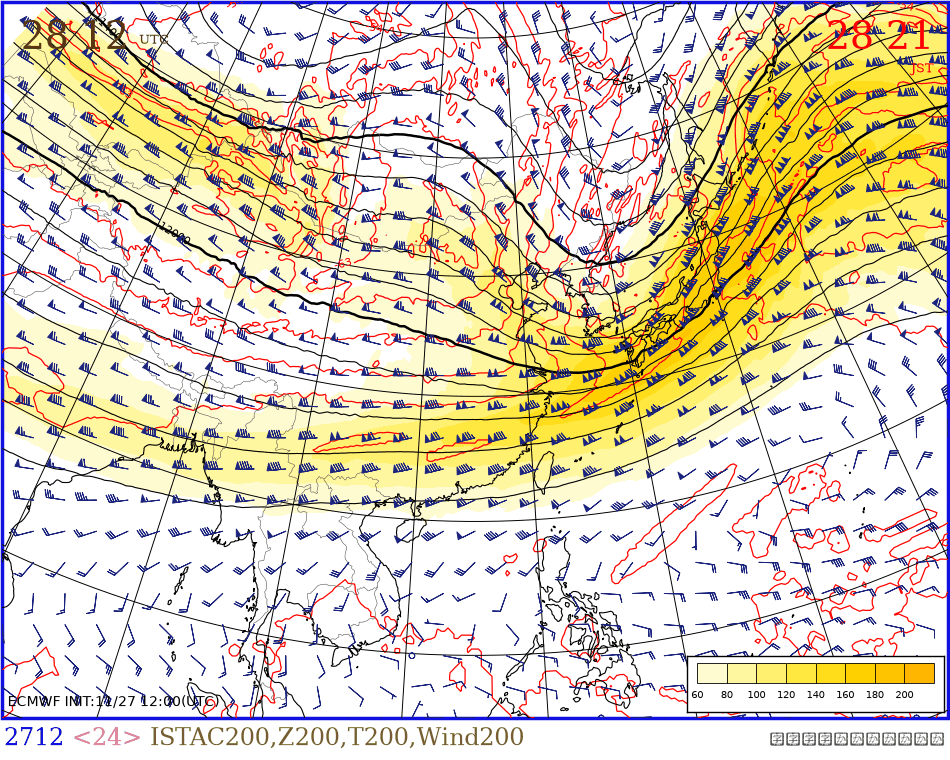 28 12 UTC
28 21
JST
12000
60 80 100 120 140 160 180 200
ECMWF INIT:11/27 12:00(UTC)
2712 <24> ISTAC200,Z200,T200,Wind200